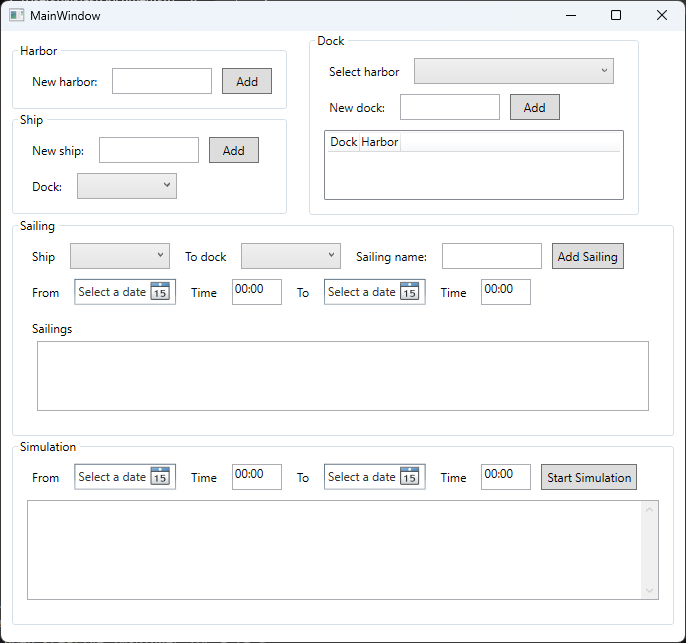 MainWindow
Harbor
New harbor: Add
Ship
New ship: Add
Dock:
Dock
Select harbor
New dock: Add
Dock Harbor
Sailing
Ship To dock Sailing name: Add Sailing
From Select a date 15 Time 00:00 To Select a date 15 Time 00:00
Sailings
Simulation
From Select a date 15 Time 00:00 To Select a date 15 Time 00:00 Start Simulation